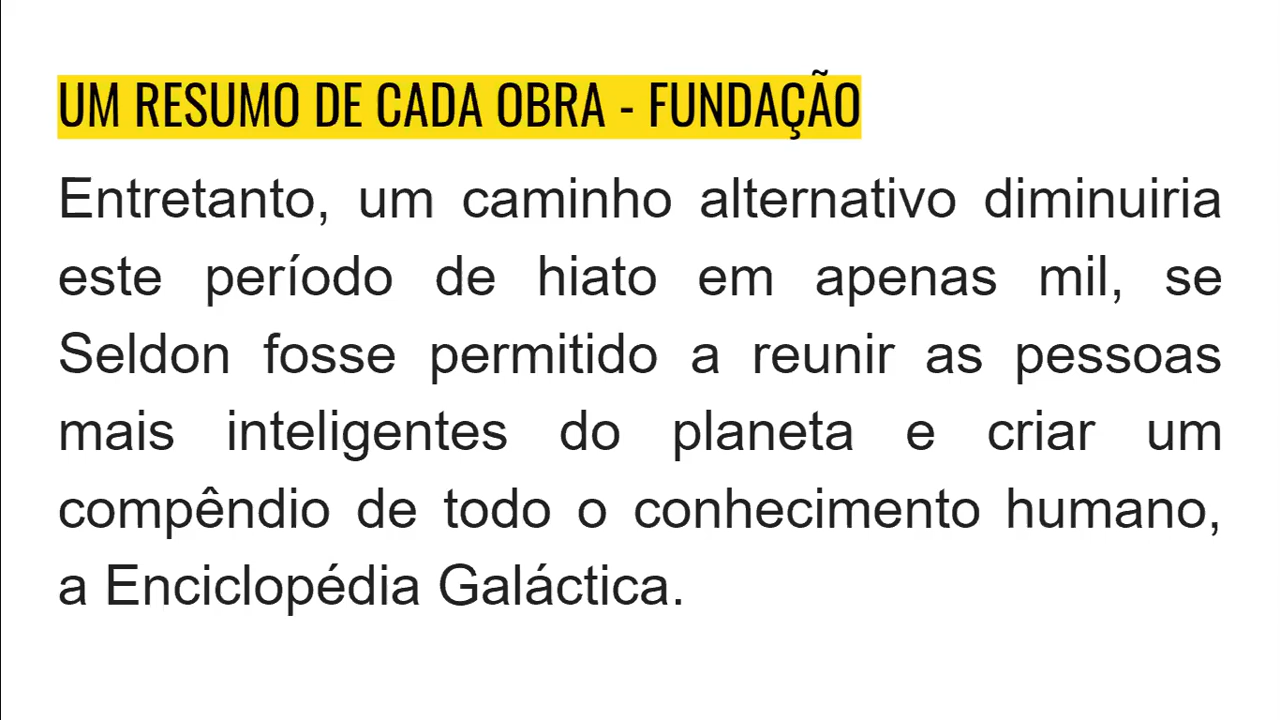 UM RESUMO DE CADA OBRA - FUNDAÇÃO
Entretanto, um caminho alternativo diminuiria
este período de hiato em apenas mil, se
Seldon fosse permitido a reunir as pessoas
mais inteligentes do planeta e criar um
compêndio de todo o conhecimento humano,
a Enciclopédia Galáctica.